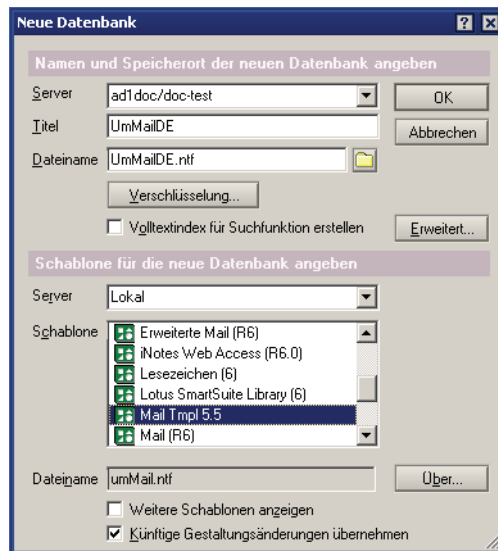 Neue Datenbank
Namen und Speicherort der neuen Datenbank angeben
Server ad1doc/doc-test OK
Titel UmMailDE Abbrechen
Dateiname UmMailDE.ntf
Verschlüsselung...
Volltextindex für Suchfunktion erstellen Erweitert...
Schablone für die neue Datenbank angeben
Server Lokal
Schablone Erweiterte Mail (R6)
iNotes Web Access (R6.0)
Lesezeichen (6)
Lotus SmartSuite Library (6)
Mail Tmpl 5.5
Mail (R6)
Dateiname umMail.ntf Über...
Weitere Schablonen anzeigen
Künftige Gestaltungsänderungen übernehmen